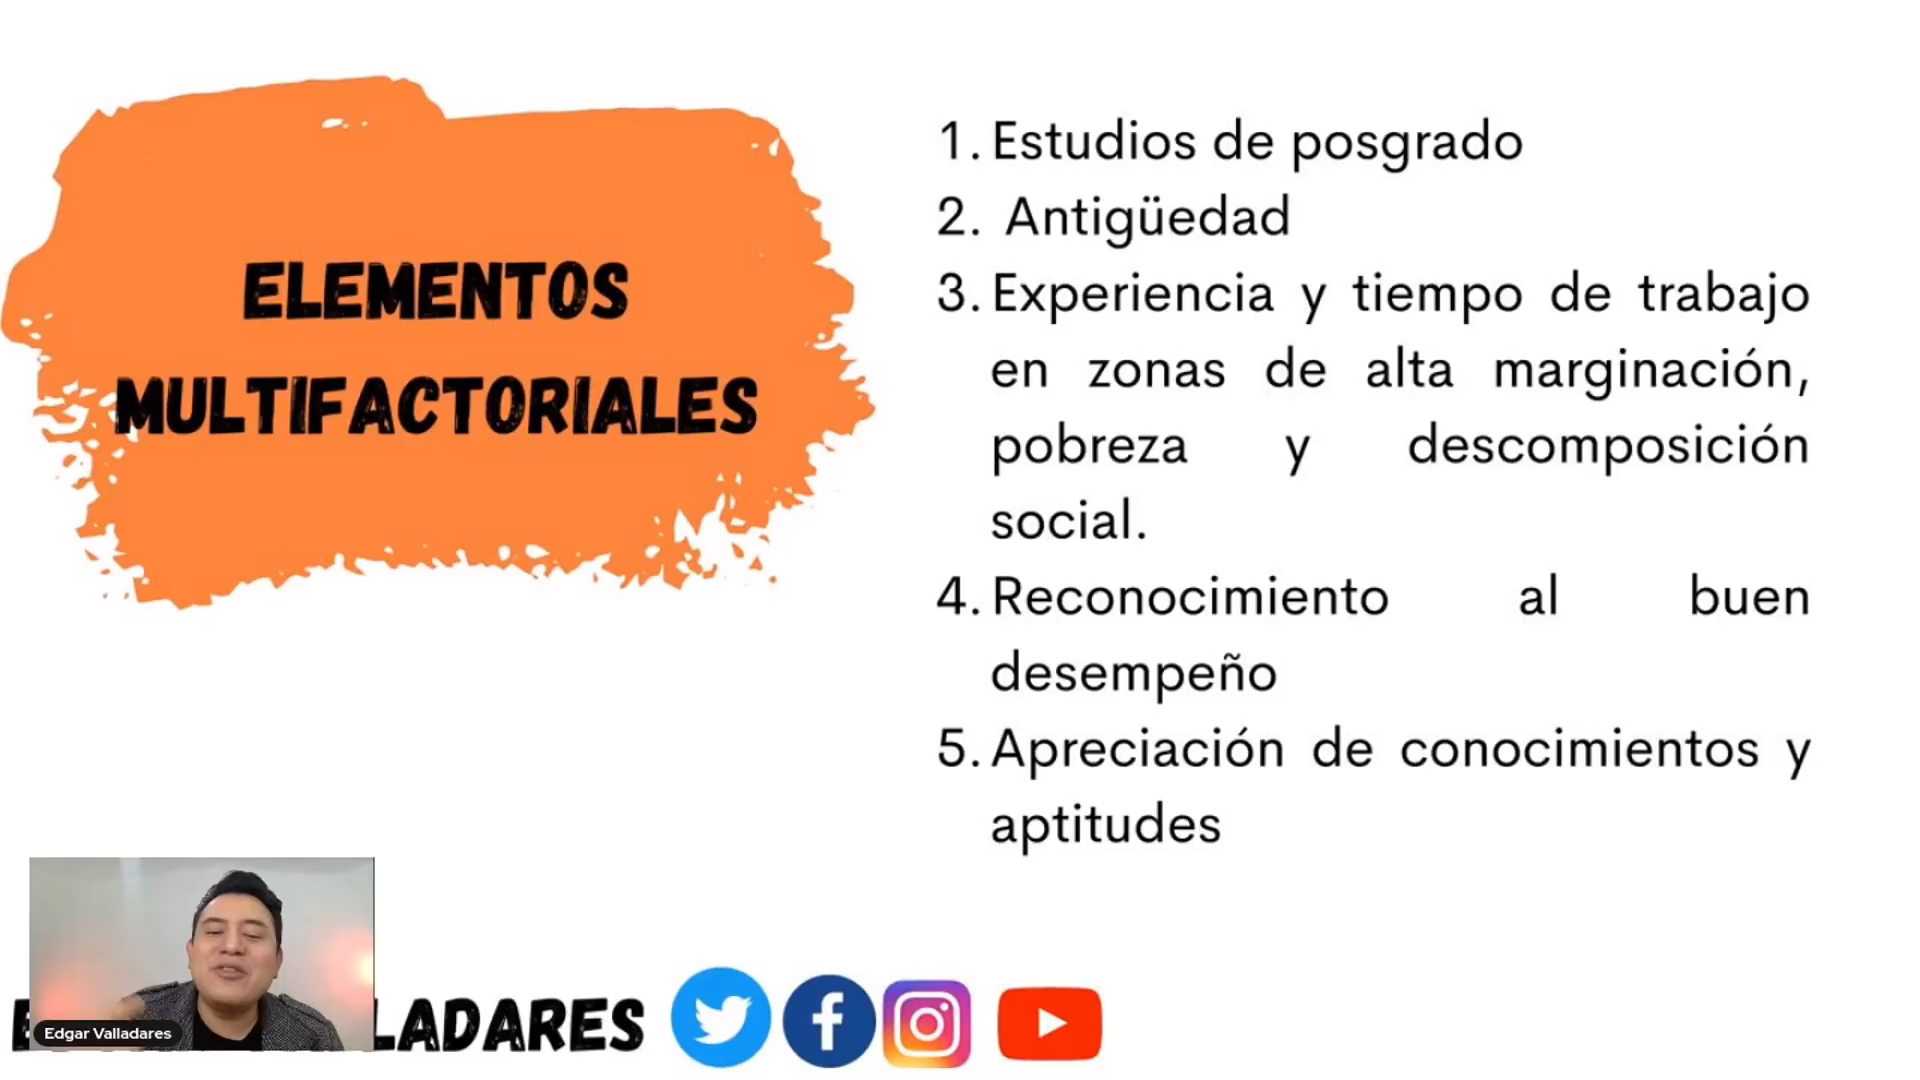 ELEMENTOS
MULTIFACTORIALES
1. Estudios de posgrado
2. Antigüedad
3. Experiencia y tiempo de trabajo
en zonas de alta marginación,
pobreza y descomposición
social.
4. Reconocimiento al buen
desempeño
5. Apreciación de conocimientos y
aptitudes
Edgar Valladares